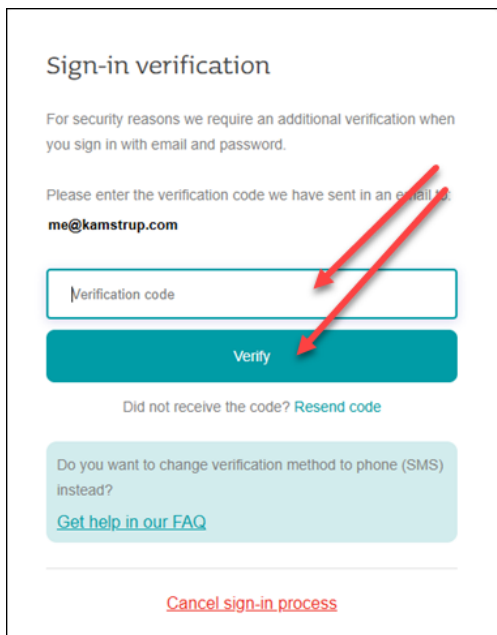 Sign-in verification
For security reasons we require an additional verification when
you sign in with email and password.
Please enter the verification code we have sent in an email to:
me@kamstrup.com
Verification code
Verify
Did not receive the code? Resend code
Do you want to change verification method to phone (SMS)
instead?
Get help in our FAQ
Cancel sign-in process